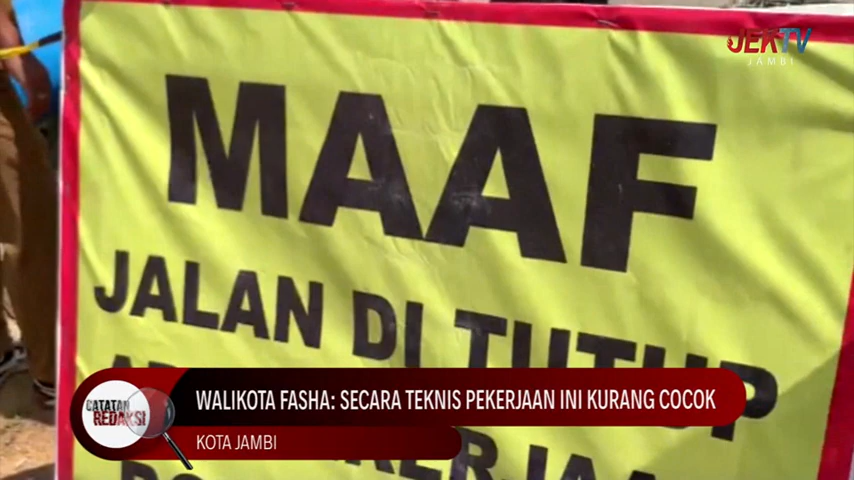 JEKTV
JAMBI
MAAF
JALAN DI TUTUP
CATATAN
REDAKSI
WALIKOTA FASHA: SECARA TEKNIS PEKERJAAN INI KURANG COCOK
KOTA JAMBI